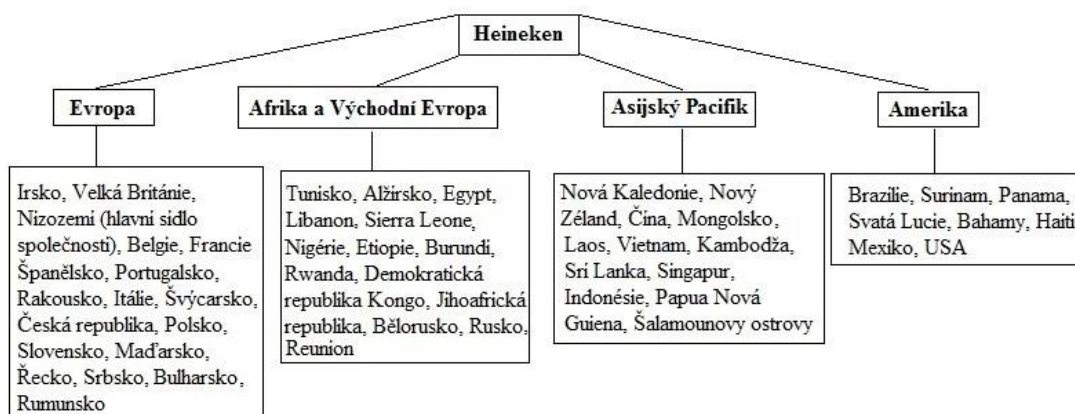 Heineken
Evropa
Irsko, Velká Británie,
Nizozemí (hlavní sídlo
společnosti), Belgie, Francie
Španělsko, Portugalsko,
Rakousko, Itálie, Švýcarsko,
Česká republika, Polsko,
Slovensko, Maďarsko,
Řecko, Srbsko, Bulharsko,
Rumunsko
Afrika a Východní Evropa
Tunisko, Alžírsko, Egypt,
Libanon, Sierra Leone,
Nigérie, Etiopie, Burundi,
Rwanda, Demokratická
republika Kongo, Jihoafrická
republika, Bělorusko, Rusko,
Reunion
Asijský Pacifik
Nová Kaledonie, Nový
Zéland, Čína, Mongolsko,
Laos, Vietnam, Kambodža,
Srí Lanka, Singapur,
Indonésie, Papua Nová
Guiena, Šalamounovy ostrovy
Amerika
Brazílie, Surinam, Panama,
Svatá Lucie, Bahamy, Haiti
Mexiko, USA